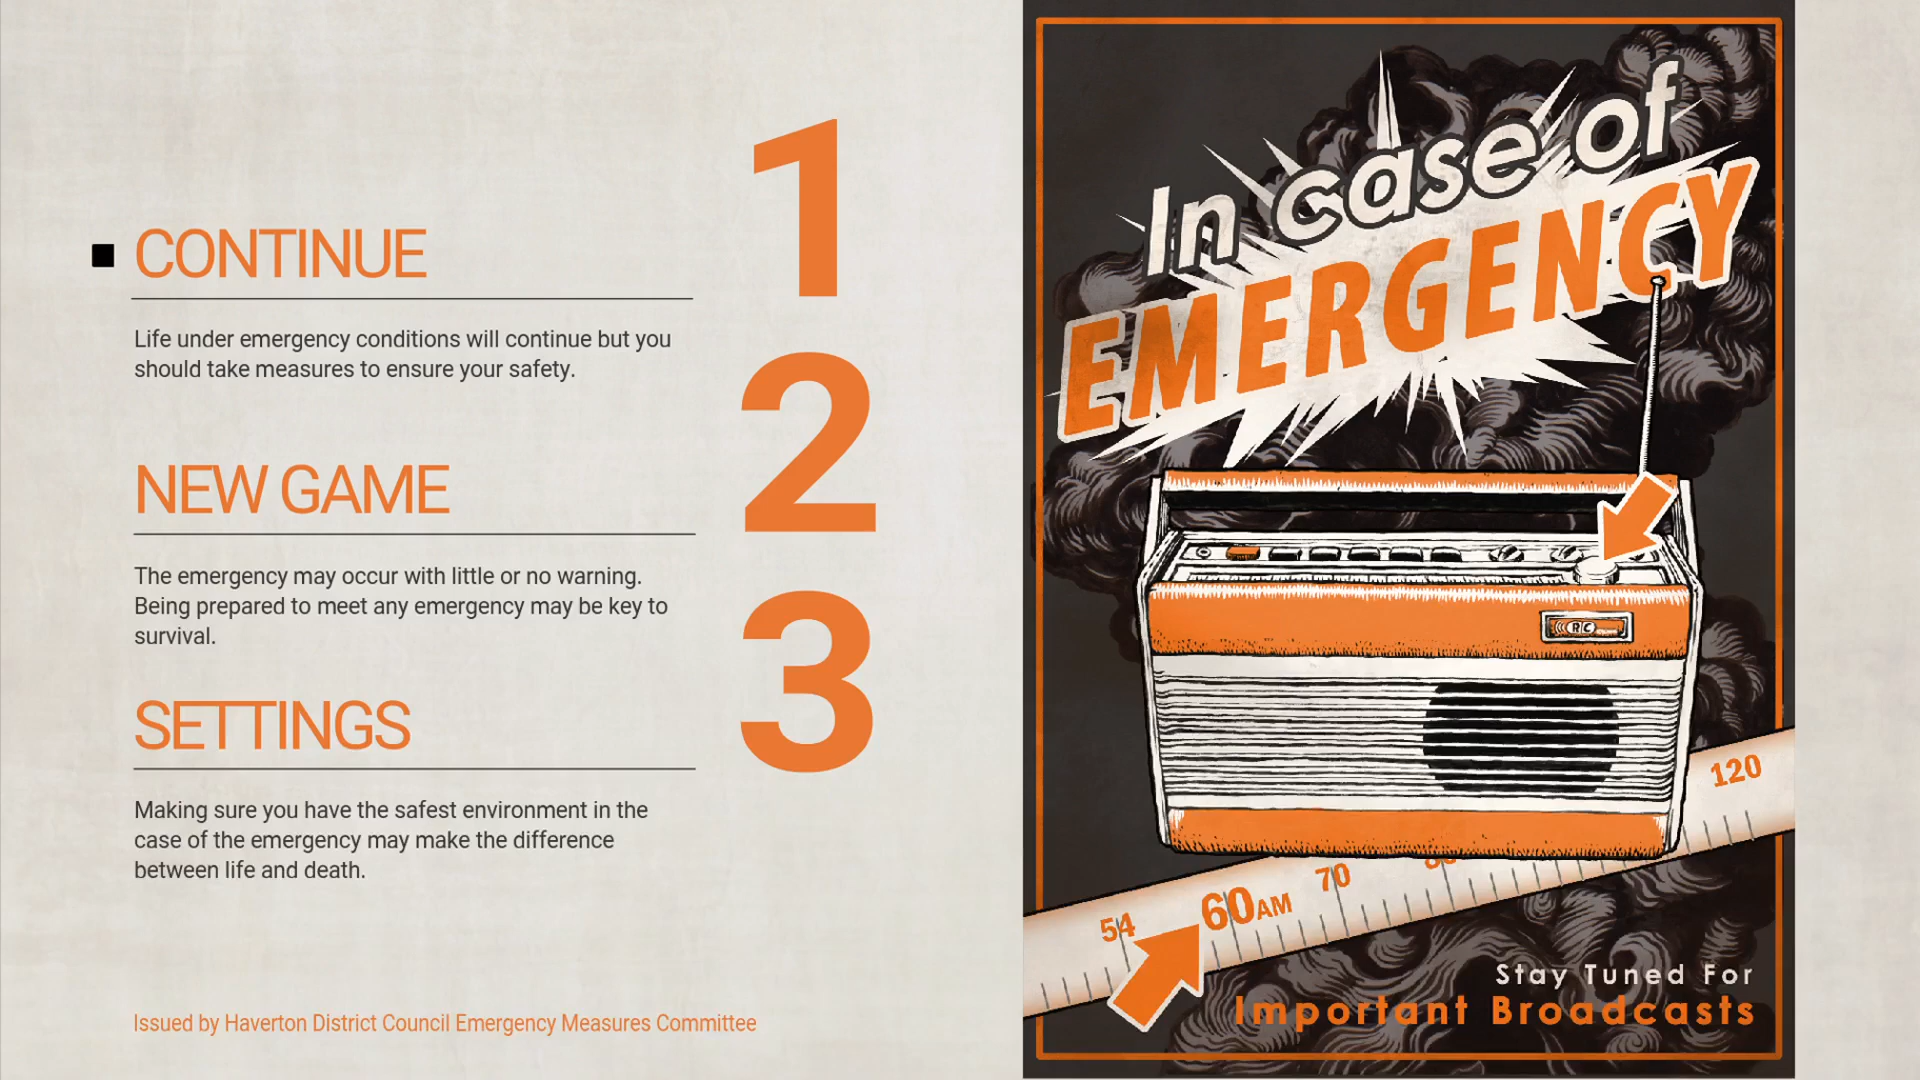 CONTINUE
1
Life under emergency conditions will continue but you
should take measures to ensure your safety.
NEW GAME
2
The emergency may occur with little or no warning.
Being prepared to meet any emergency may be key to
survival.
SETTINGS
3
Making sure you have the safest environment in the
case of the emergency may make the difference
between life and death.
Issued by Haverton District Council Emergency Measures Committee
In case of
EMERGENCY
RC
54 60AM 70 120
Stay Tuned For
Important Broadcasts